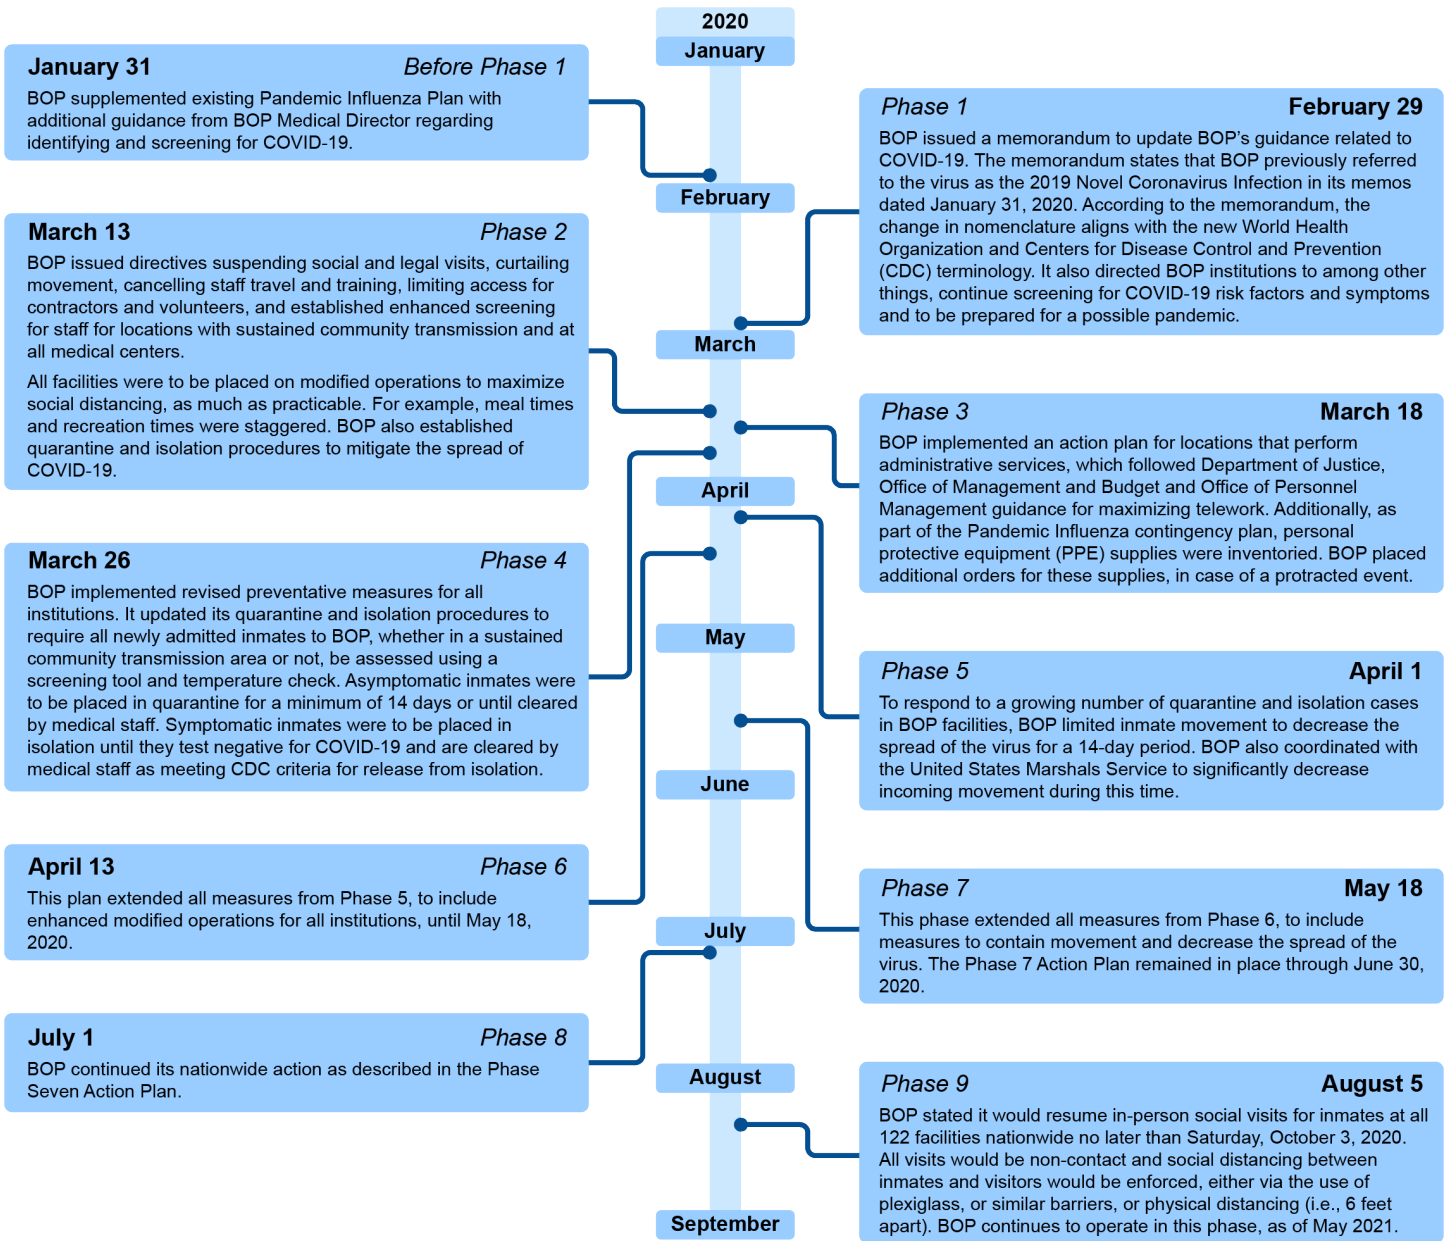 2020
January
January 31 Before Phase 1
BOP supplemented existing Pandemic Influenza Plan with
additional guidance from BOP Medical Director regarding
identifying and screening for COVID-19.
February
Phase 1 February 29
BOP issued a memorandum to update BOP’s guidance related to
COVID-19. The memorandum states that BOP previously referred
to the virus as the 2019 Novel Coronavirus Infection in its memos
dated January 31, 2020. According to the memorandum, the
change in nomenclature aligns with the new World Health
Organization and Centers for Disease Control and Prevention
(CDC) terminology. It also directed BOP institutions to among other
things, continue screening for COVID-19 risk factors and symptoms
and to be prepared for a possible pandemic.
March
March 13 Phase 2
BOP issued directives suspending social and legal visits, curtailing
movement, cancelling staff travel and training, limiting access for
contractors and volunteers, and established enhanced screening
for staff for locations with sustained community transmission and at
all medical centers.
All facilities were to be placed on modified operations to maximize
social distancing, as much as practicable. For example, meal times
and recreation times were staggered. BOP also established
quarantine and isolation procedures to mitigate the spread of
COVID-19.
Phase 3 March 18
BOP implemented an action plan for locations that perform
administrative services, which followed Department of Justice,
Office of Management and Budget and Office of Personnel
Management guidance for maximizing telework. Additionally, as
part of the Pandemic Influenza contingency plan, personal
protective equipment (PPE) supplies were inventoried. BOP placed
additional orders for these supplies, in case of a protracted event.
April
March 26 Phase 4
BOP implemented revised preventative measures for all
institutions. It updated its quarantine and isolation procedures to
require all newly admitted inmates to BOP, whether in a sustained
community transmission area or not, be assessed using a
screening tool and temperature check. Asymptomatic inmates were
to be placed in quarantine for a minimum of 14 days or until cleared
by medical staff. Symptomatic inmates were to be placed in
isolation until they test negative for COVID-19 and are cleared by
medical staff as meeting CDC criteria for release from isolation.
May
Phase 5 April 1
To respond to a growing number of quarantine and isolation cases
in BOP facilities, BOP limited inmate movement to decrease the
spread of the virus for a 14-day period. BOP also coordinated with
the United States Marshals Service to significantly decrease
incoming movement during this time.
June
April 13 Phase 6
This plan extended all measures from Phase 5, to include
enhanced modified operations for all institutions, until May 18,
2020.
Phase 7 May 18
This phase extended all measures from Phase 6, to include
measures to contain movement and decrease the spread of the
virus. The Phase 7 Action Plan remained in place through June 30,
2020.
July
July 1 Phase 8
BOP continued its nationwide action as described in the Phase
Seven Action Plan.
August
Phase 9 August 5
BOP stated it would resume in-person social visits for inmates at all
122 facilities nationwide no later than Saturday, October 3, 2020.
All visits would be non-contact and social distancing between
inmates and visitors would be enforced, either via the use of
plexiglass, or similar barriers, or physical distancing (i.e., 6 feet
apart). BOP continues to operate in this phase, as of May 2021.
September